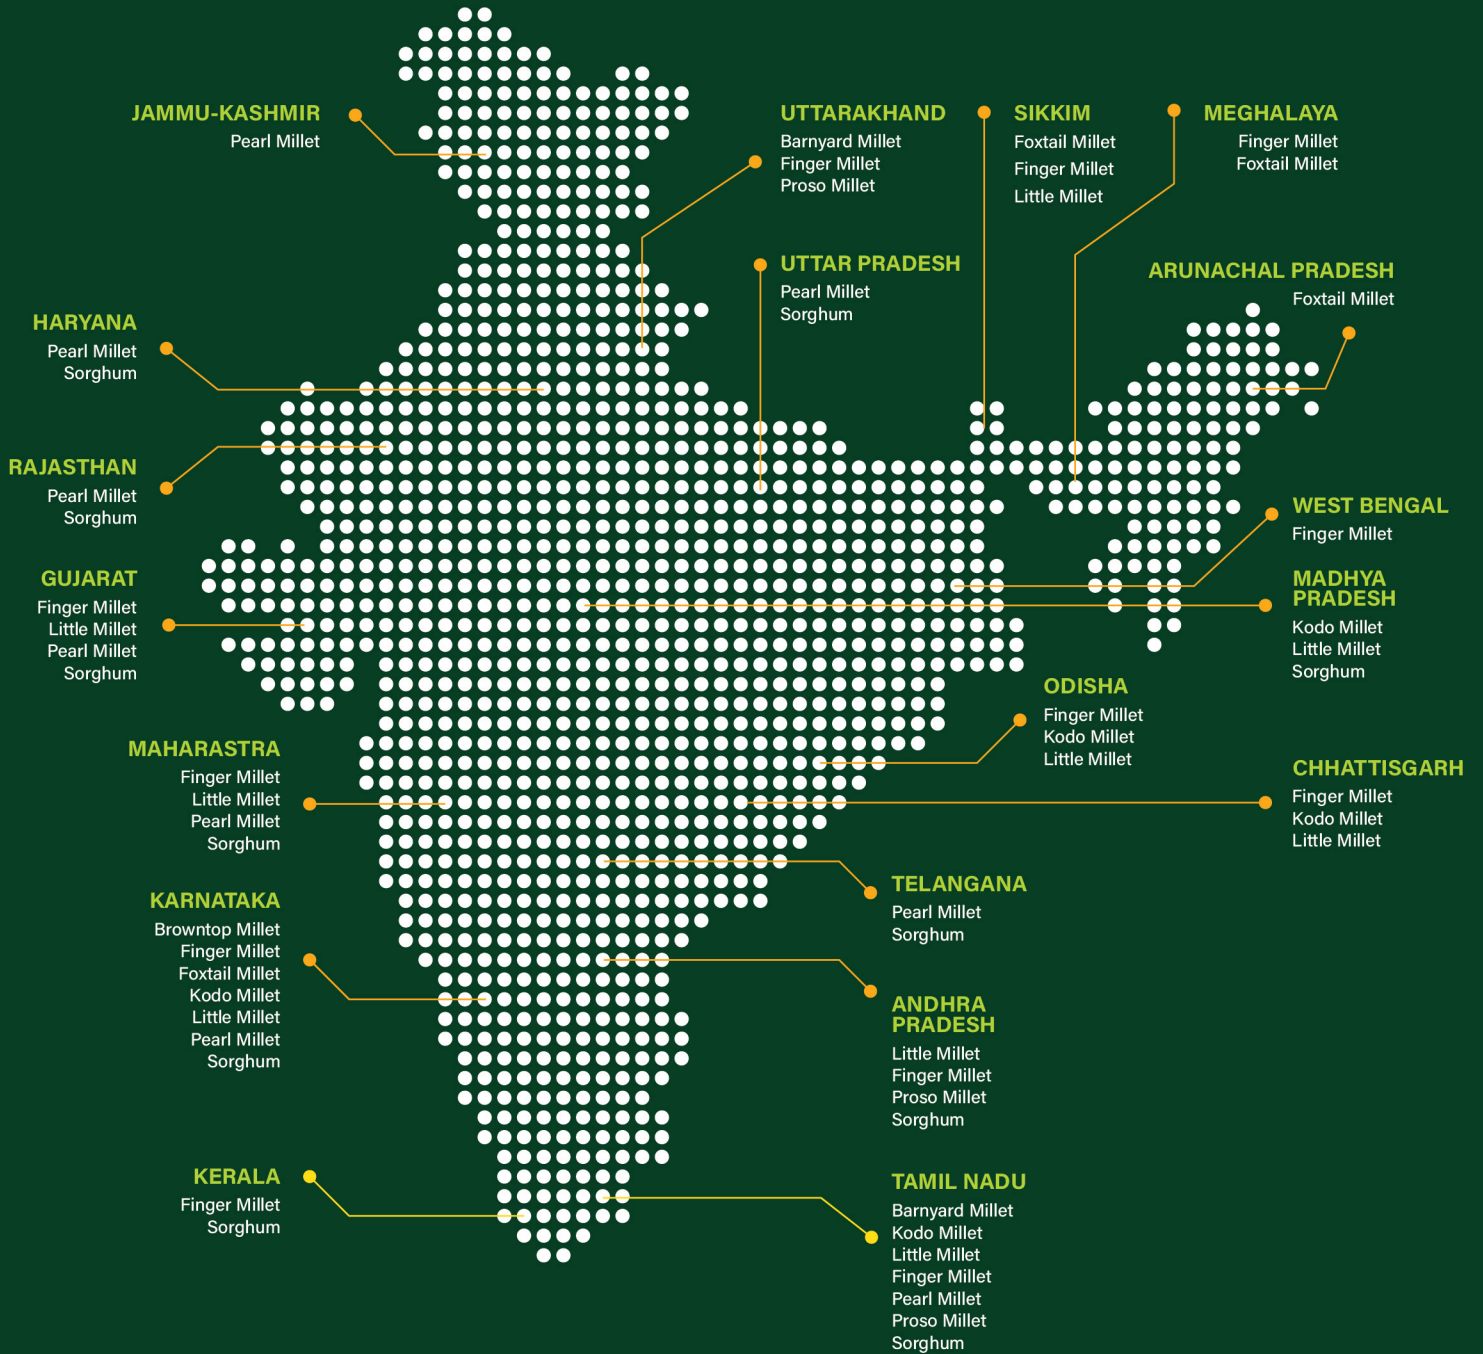 JAMMU-KASHMIR
Pearl Millet
UTTARAKHAND
Barnyard Millet
Finger Millet
Proso Millet
SIKKIM
Foxtail Millet
Finger Millet
Little Millet
MEGHALAYA
Finger Millet
Foxtail Millet
UTTAR PRADESH
Pearl Millet
Sorghum
ARUNACHAL PRADESH
Foxtail Millet
HARYANA
Pearl Millet
Sorghum
RAJASTHAN
Pearl Millet
Sorghum
WEST BENGAL
Finger Millet
GUJARAT
Finger Millet
Little Millet
Pearl Millet
Sorghum
MADHYA
PRADESH
Kodo Millet
Little Millet
Sorghum
ODISHA
Finger Millet
Kodo Millet
Little Millet
MAHARASTRA
Finger Millet
Little Millet
Pearl Millet
Sorghum
CHHATTISGARH
Finger Millet
Kodo Millet
Little Millet
TELANGANA
Pearl Millet
Sorghum
KARNATAKA
Browntop Millet
Finger Millet
Foxtail Millet
Kodo Millet
Little Millet
Pearl Millet
Sorghum
ANDHRA
PRADESH
Little Millet
Finger Millet
Proso Millet
Sorghum
KERALA
Finger Millet
Sorghum
TAMIL NADU
Barnyard Millet
Kodo Millet
Little Millet
Finger Millet
Pearl Millet
Proso Millet
Sorghum